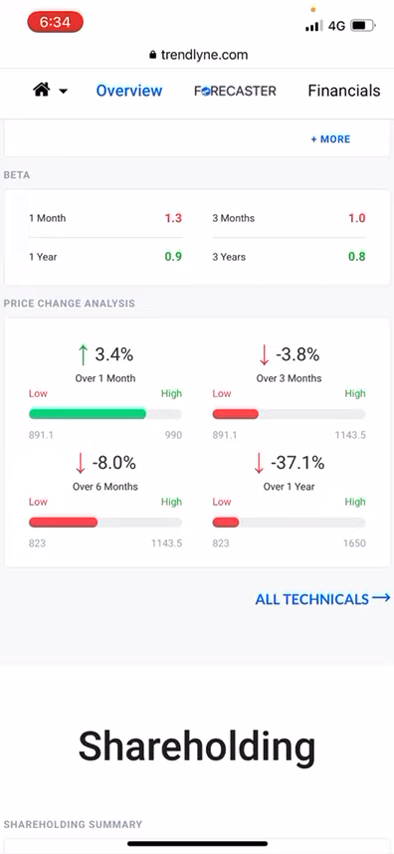 6:34
4G
trendlyne.com
Overview FORECASTER Financials
+ MORE
BETA
1 Month 1.3 3 Months 1.0
1 Year 0.9 3 Years 0.8
PRICE CHANGE ANALYSIS
↑ 3.4% ↓ -3.8%
Over 1 Month Over 3 Months
Low High Low High
891.1 990 891.1 1143.5
↓ -8.0% ↓ -37.1%
Over 6 Months Over 1 Year
Low High Low High
823 1143.5 823 1650
ALL TECHNICALS →
Shareholding
SHAREHOLDING SUMMARY